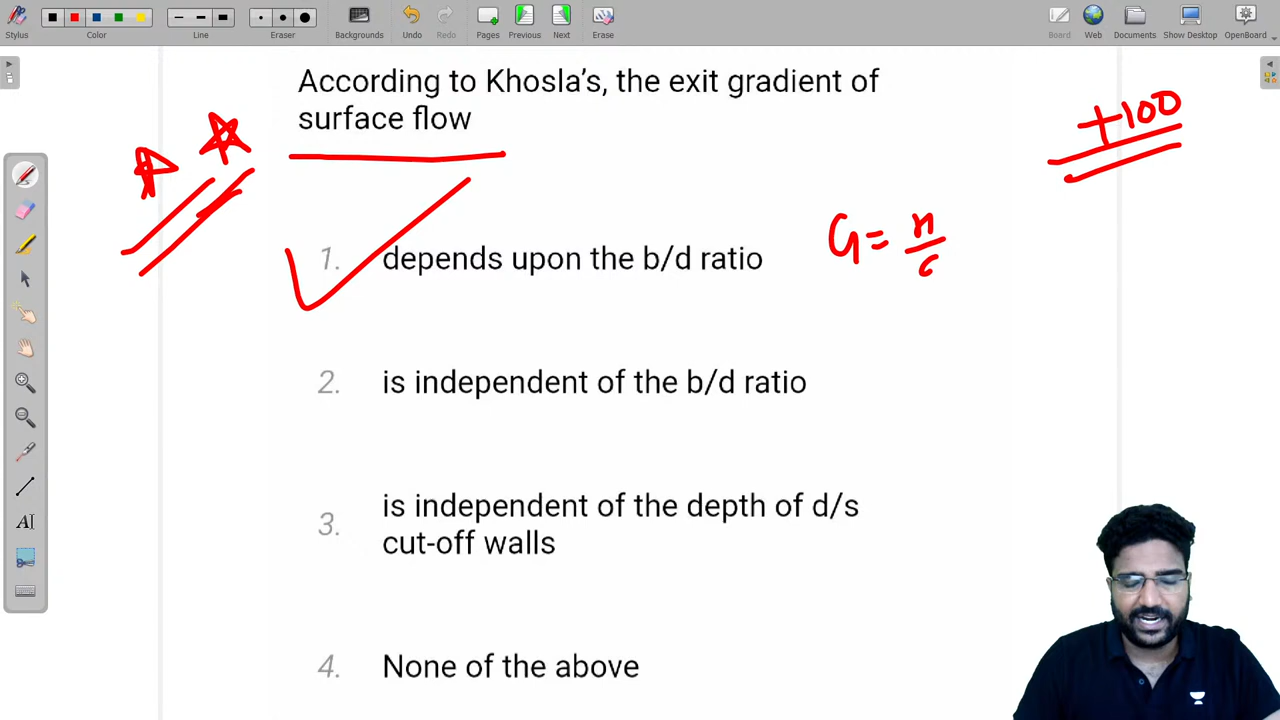 Stylus
Color
Line
Eraser
Backgrounds
Undo
Redo
Pages
Previous
Next
Erase
Board
Web
Documents
Show Desktop
OpenBoard
According to Khosla's, the exit gradient of
surface flow
+100
1. depends upon the b/d ratio
G =
2. is independent of the b/d ratio
3. is independent of the depth of d/s
cut-off walls
4. None of the above